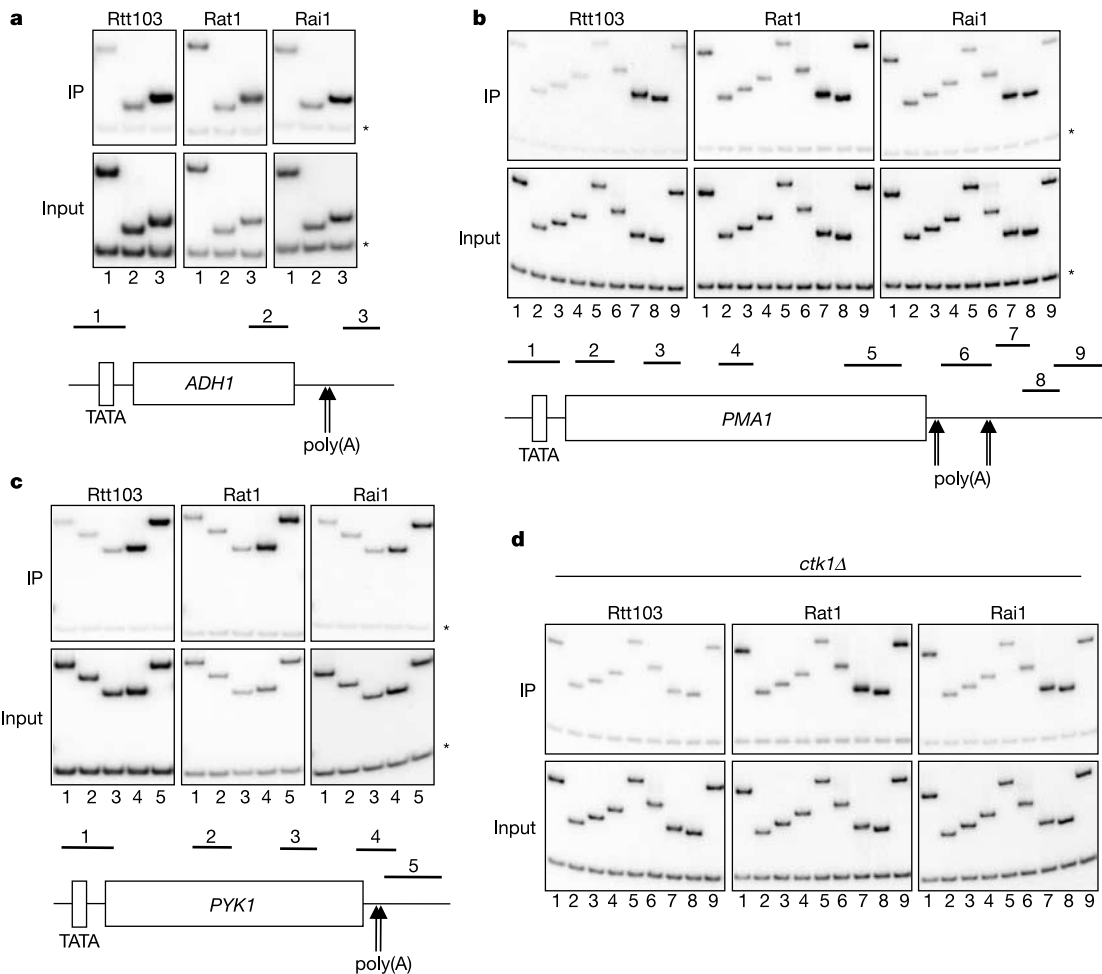 a
Rtt103 Rat1 Rai1
IP
*
Input
*
1 2 3 1 2 3 1 2 3
1 2 3
ADH1
TATA
poly(A)
b
Rtt103 Rat1 Rai1
IP
*
Input
*
1 2 3 4 5 6 7 8 9 1 2 3 4 5 6 7 8 9 1 2 3 4 5 6 7 8 9
1 2 3 4 5 6 7 8 9
PMA1
TATA
poly(A)
c
Rtt103 Rat1 Rai1
IP
*
Input
*
1 2 3 4 5 1 2 3 4 5 1 2 3 4 5
1 2 3 4 5
PYK1
TATA
poly(A)
d
ctk1Δ
Rtt103 Rat1 Rai1
IP
Input
1 2 3 4 5 6 7 8 9 1 2 3 4 5 6 7 8 9 1 2 3 4 5 6 7 8 9